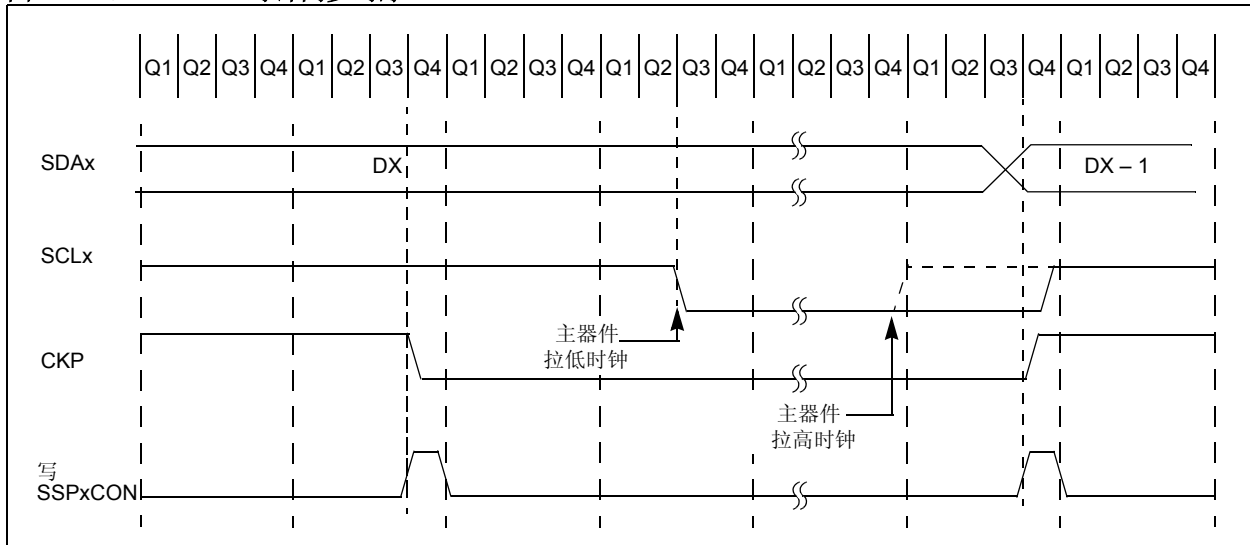 Q1 Q2 Q3 Q4 Q1 Q2 Q3 Q4 Q1 Q2 Q3 Q4 Q1 Q2 Q3 Q4 Q1 Q2 Q3 Q4 Q1 Q2 Q3 Q4 Q1 Q2 Q3 Q4
SDAx
DX
DX – 1
SCLx
主器件
拉低时钟
CKP
主器件
拉高时钟
写
SSPxCON